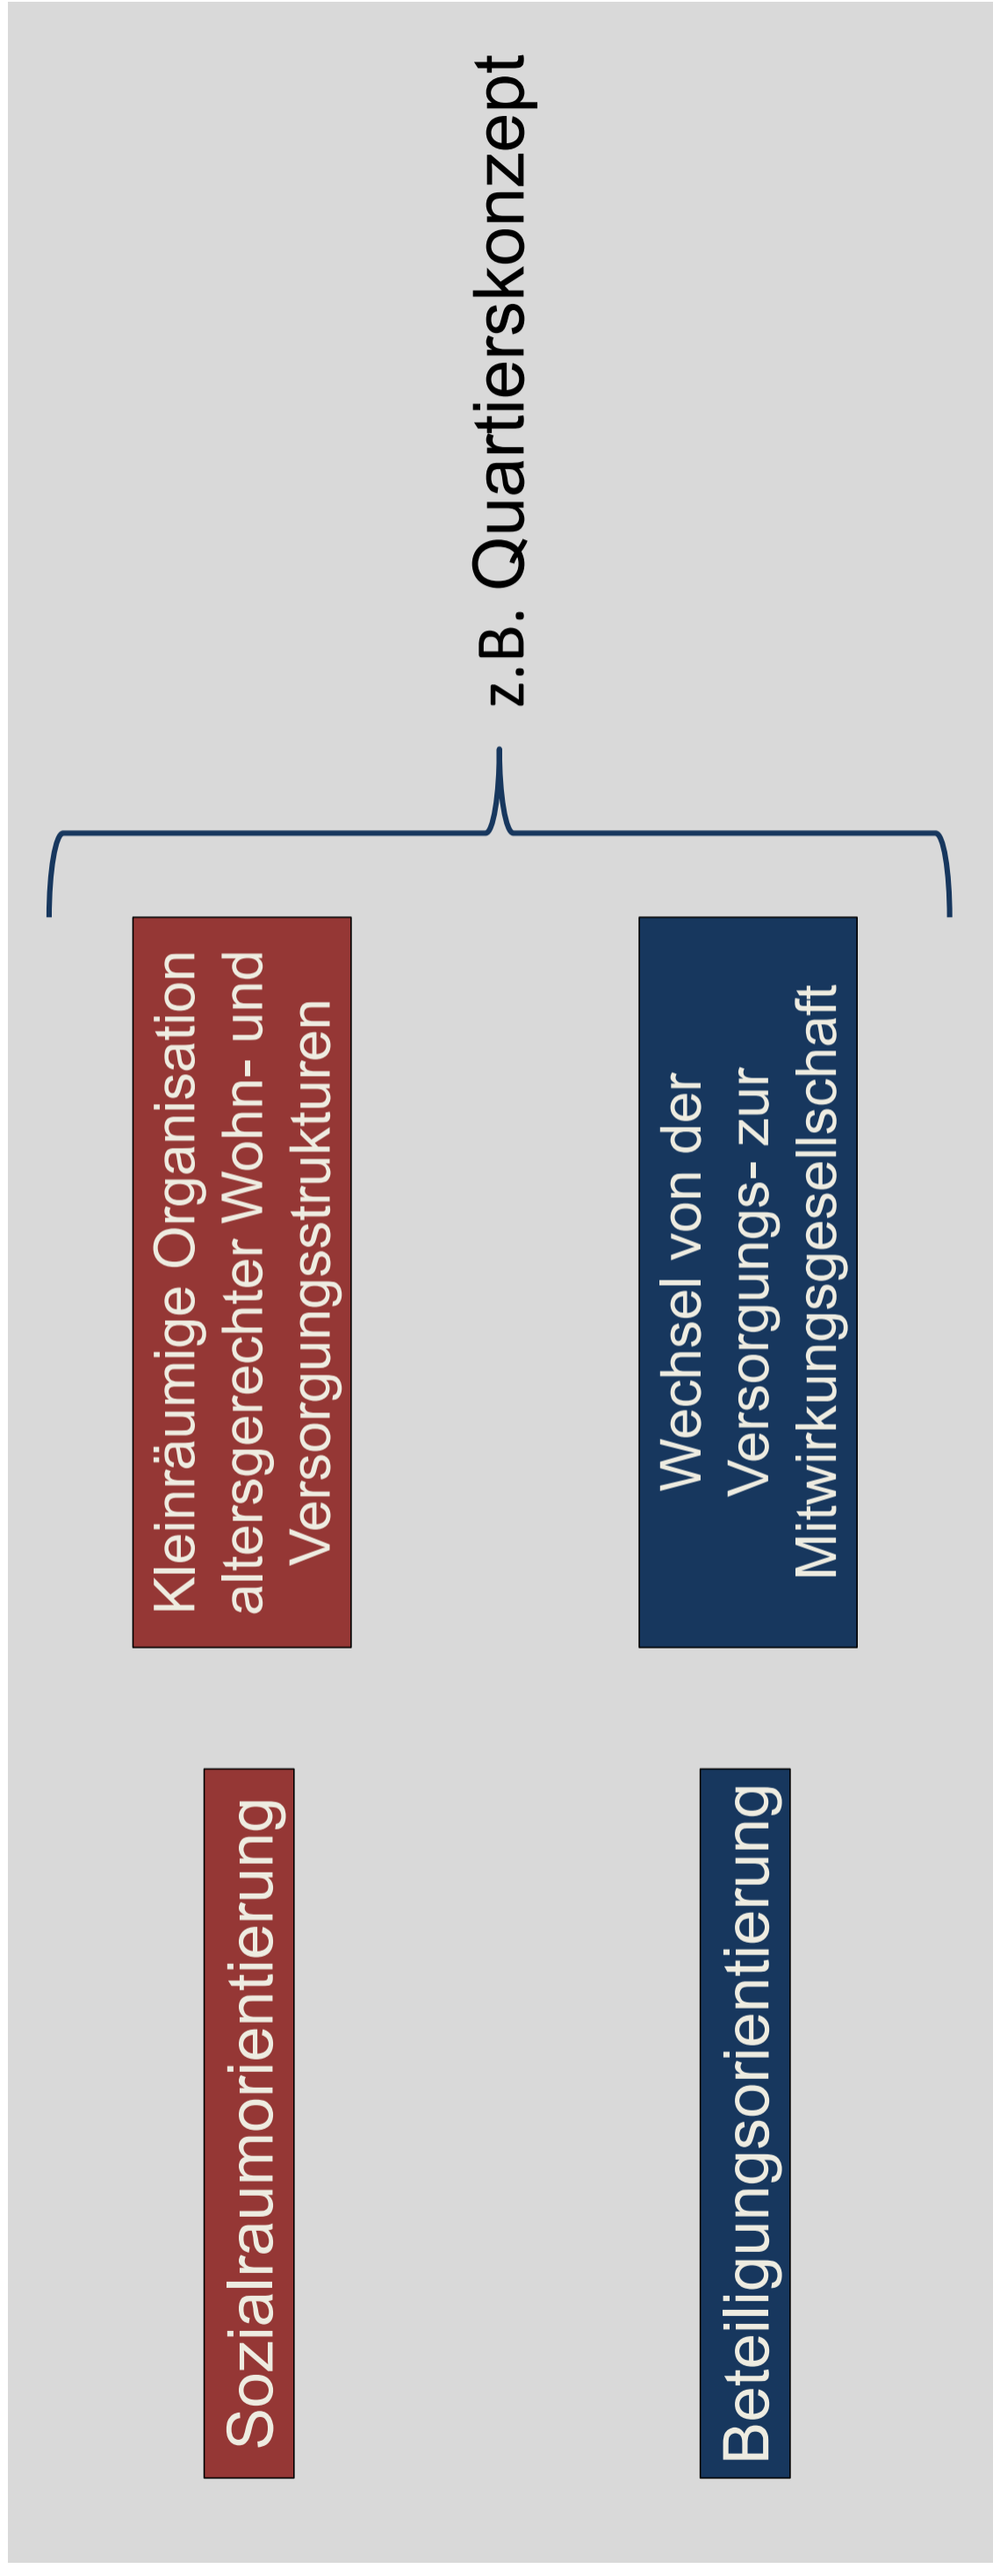 Sozialraumorientierung
Kleinräumige Organisation
altersgerechter Wohn- und
Versorgungsstrukturen
Beteiligungsorientierung
Wechsel von der
Versorgungs- zur
Mitwirkungsgesellschaft
z.B. Quartierskonzept